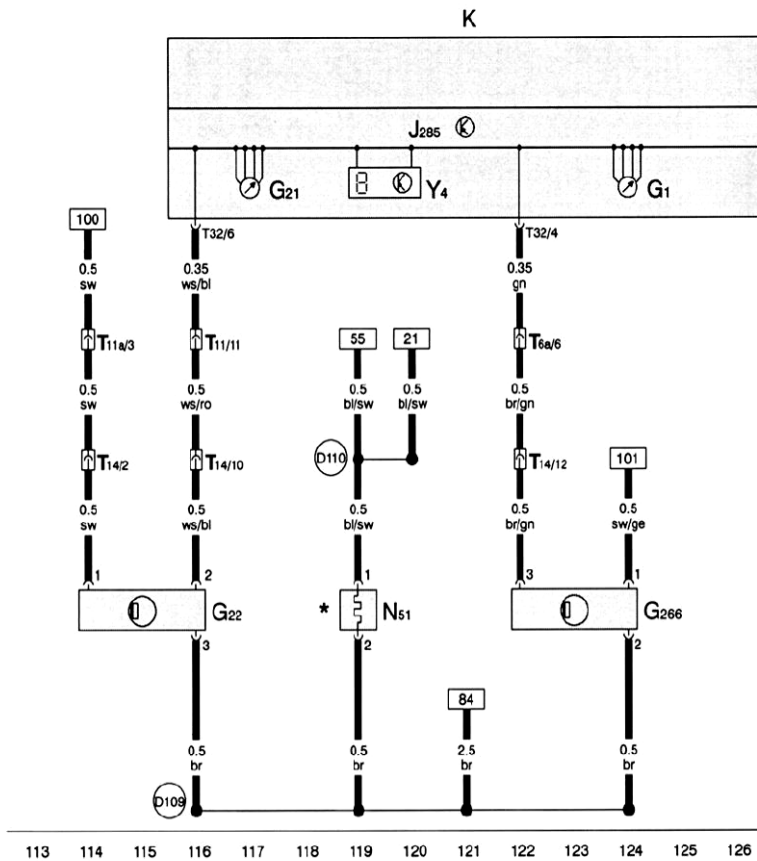 K
J285
G21
Y4
G1
100
T32/6
T32/4
0.5
sw
0.35
ws/bl
0.35
gn
T11a/3
T11/11
55
21
T6a/6
0.5
sw
0.5
ws/ro
0.5
bl/sw
0.5
bl/sw
0.5
br/gn
D110
T14/2
T14/10
T14/12
101
0.5
sw
0.5
ws/bl
0.5
bl/sw
0.5
br/gn
0.5
sw/ge
1
2
1
3
1
G22
* N51
G266
3
2
2
84
0.5
br
0.5
br
2.5
br
0.5
br
D109
113 114 115 116 117 118 119 120 121 122 123 124 125 126